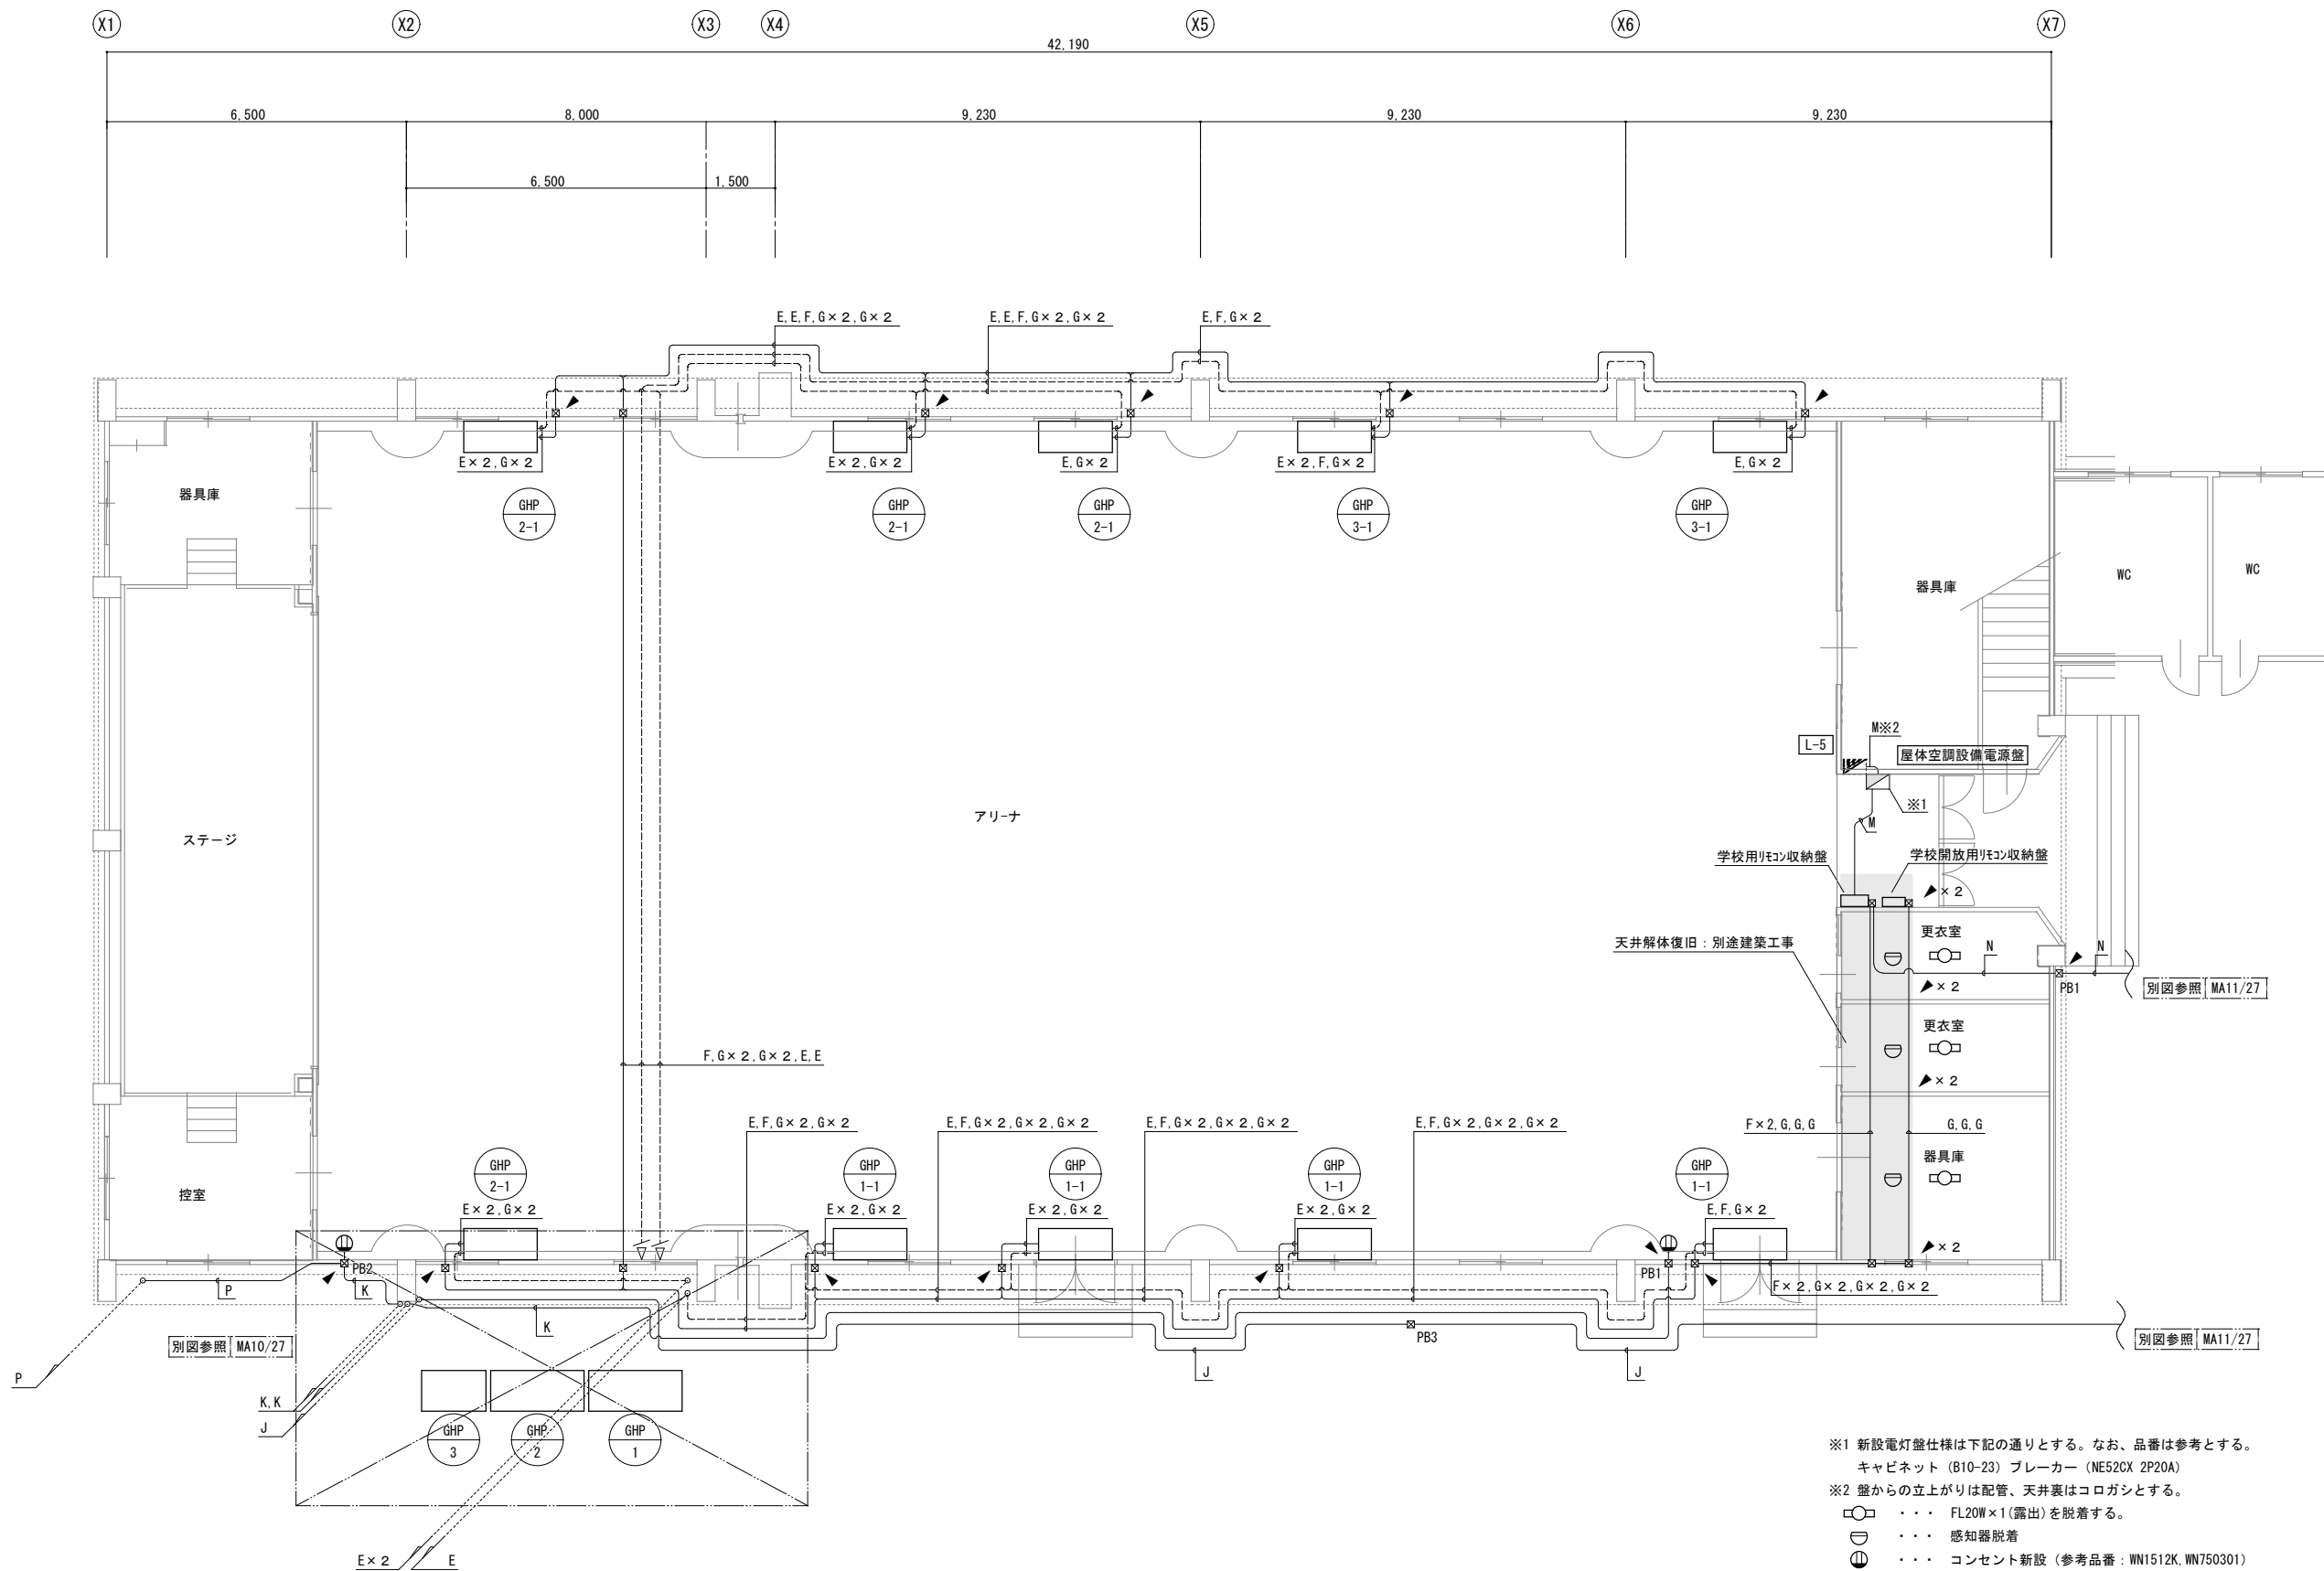 X1 X2 X3 X4 X5 X6 X7
42,190
6,500 8,000 9,230 9,230 9,230
6,500 1,500
E,E,F,G×2,G×2 E,E,F,G×2,G×2 E,F,G×2
E×2,G×2 E×2,G×2 E,G×2 E×2,F,G×2 E,G×2
器具庫
GHP 2-1
GHP 2-1
GHP 2-1
GHP 3-1
GHP 3-1
器具庫
WC
WC
M※2
L-5
屋体空調設備電源盤
※1
M
アリーナ
ステージ
学校用ﾘﾓｺﾝ収納盤
学校開放用ﾘﾓｺﾝ収納盤
×2
天井解体復旧：別途建築工事
更衣室
N
N
×2
PB1
別図参照 MA11/27
更衣室
F,G×2,G×2,E,E
×2
E,F,G×2,G×2
E,F,G×2,G×2,G×2
E,F,G×2,G×2,G×2
E,F,G×2,G×2,G×2
F×2,G,G,G
G,G,G
器具庫
GHP 2-1
GHP 1-1
GHP 1-1
GHP 1-1
GHP 1-1
控室
E×2,G×2
E×2,G×2
E×2,G×2
E×2,G×2
E,F,G×2
×2
PB2
PB1
P
K
F×2,G×2,G×2,G×2
K
PB3
別図参照 MA10/27
別図参照 MA11/27
P
J
J
K,K
J
GHP 3
GHP 2
GHP 1
E×2
E
※1 新設電灯盤仕様は下記の通りとする。なお、品番は参考とする。
キャビネット（B10-23）ブレーカー（NE52CX 2P20A）
※2 盤からの立上がりは配管、天井裏はコロガシとする。
・・・ FL20W×1(露出)を脱着する。
・・・ 感知器脱着
・・・ コンセント新設（参考品番：WN1512K,WN750301）